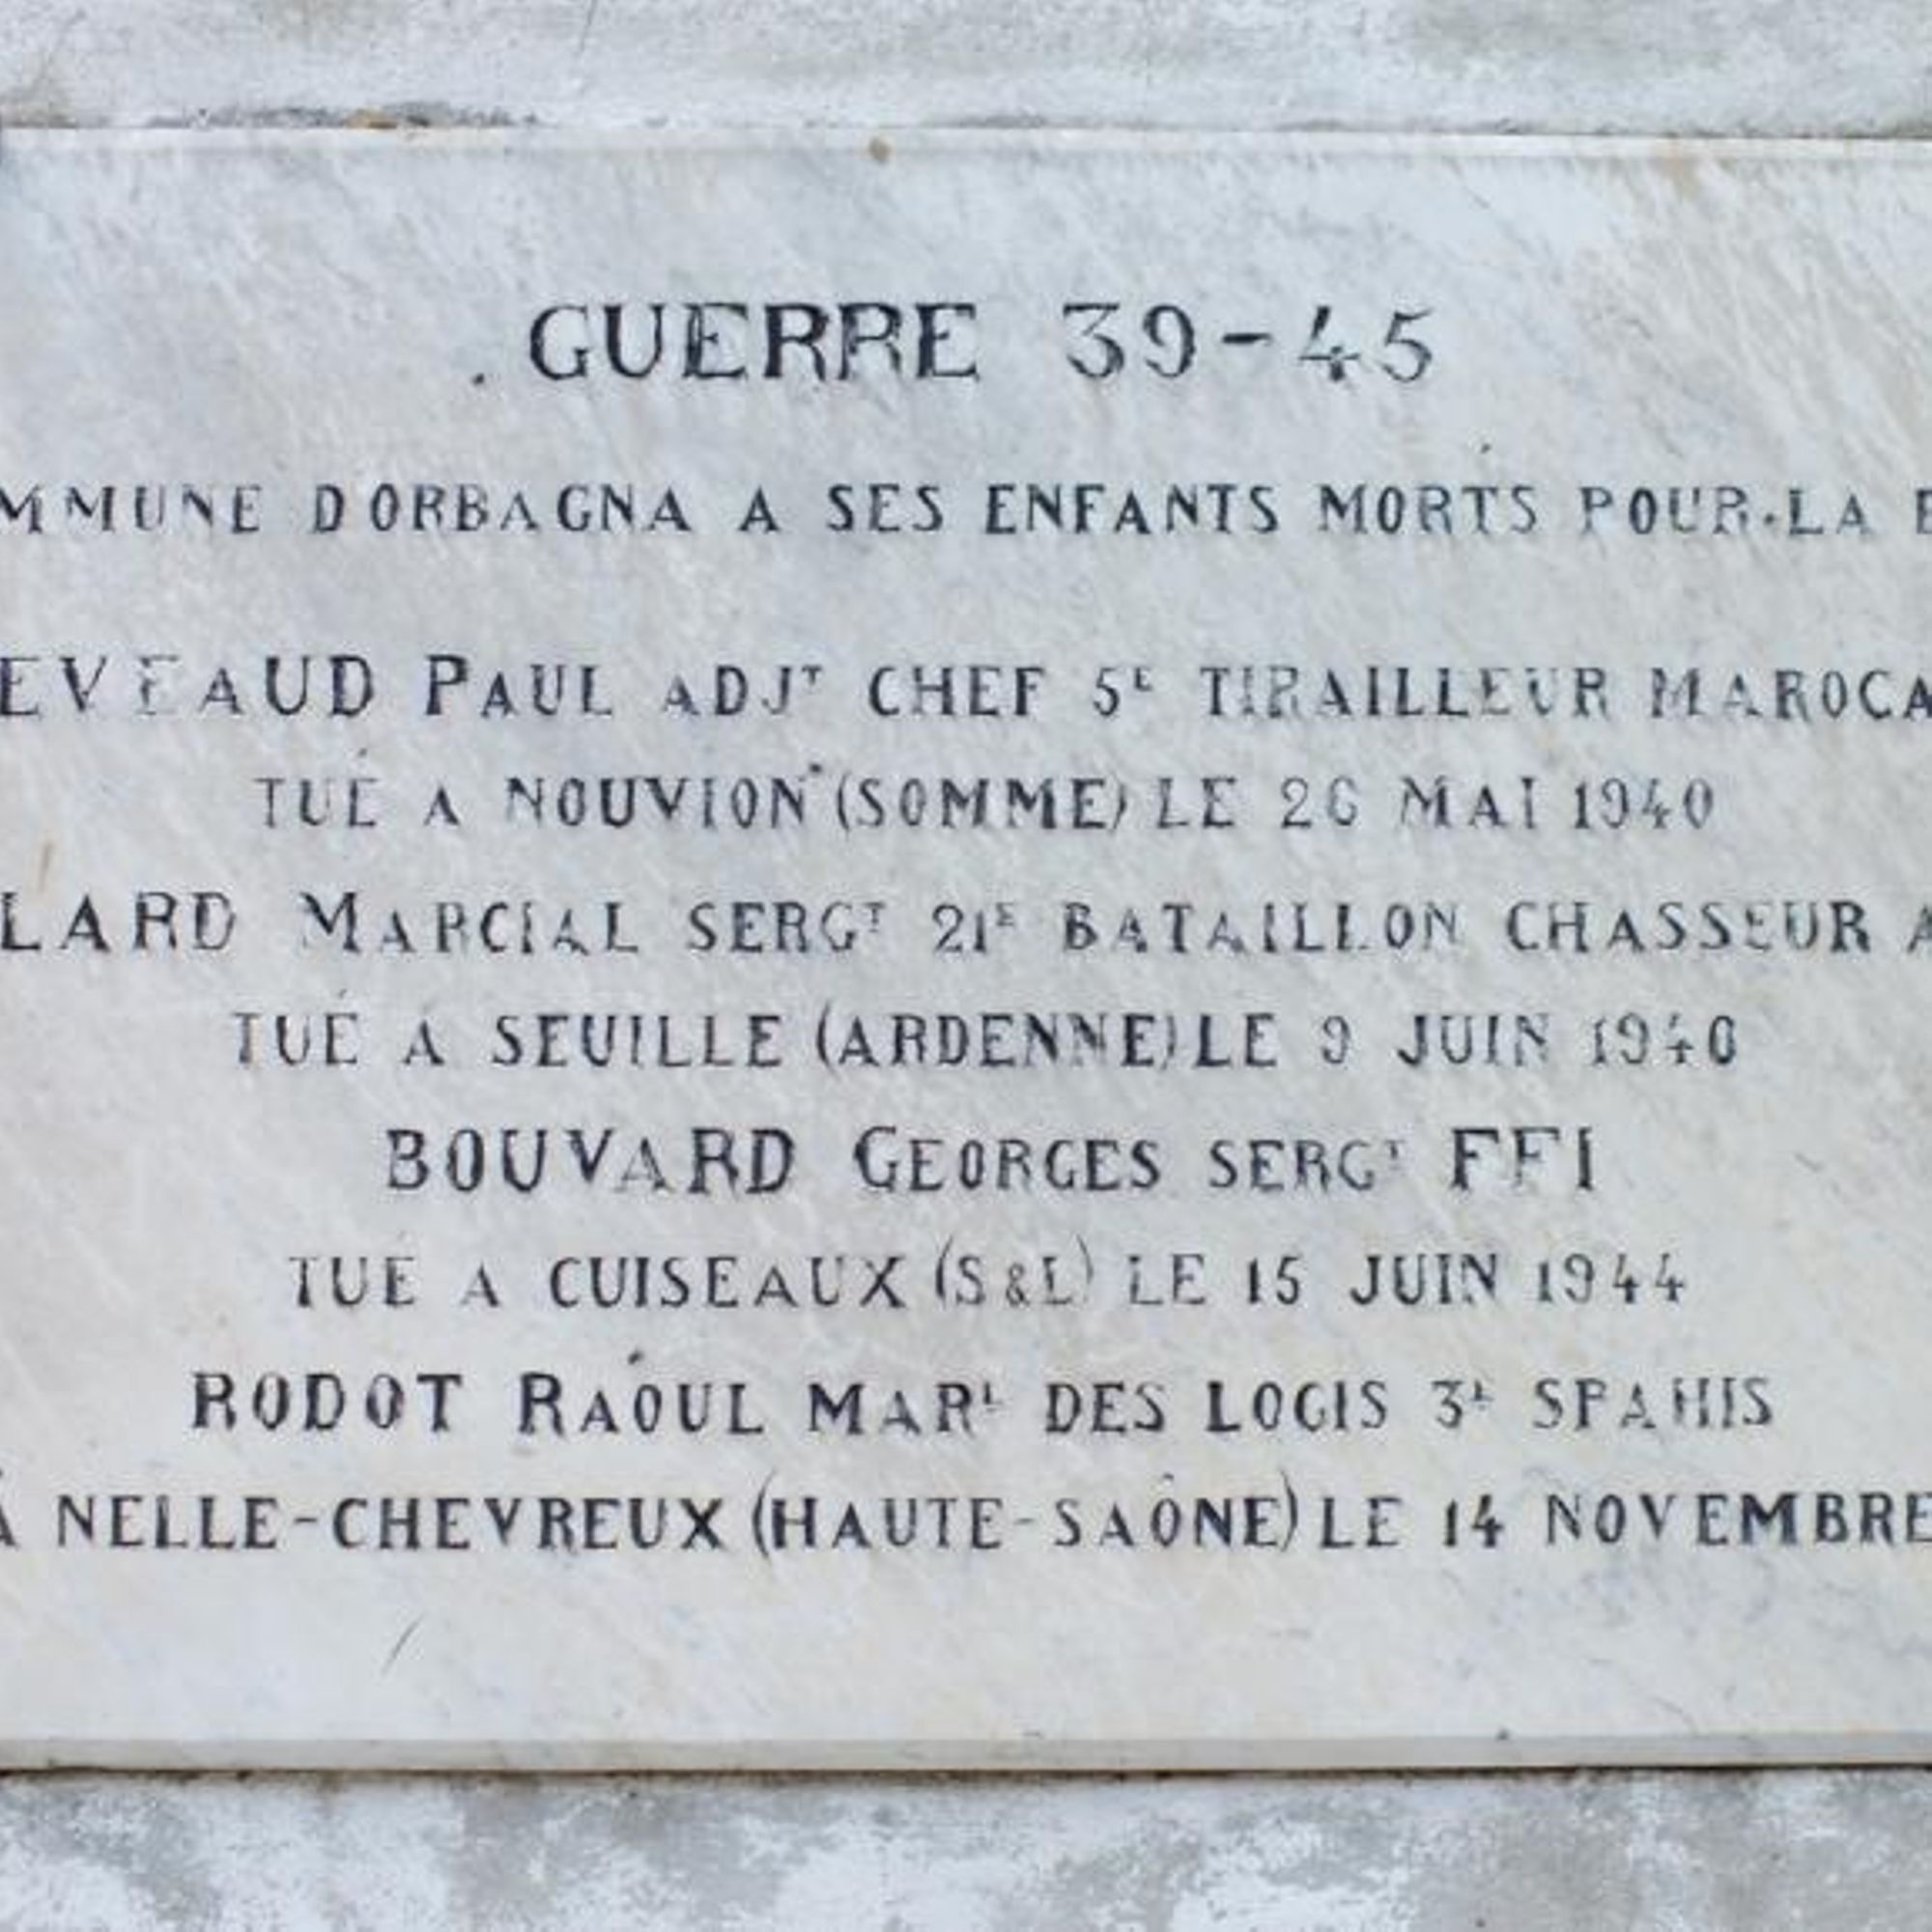 GUERRE 39-45
MMUNE D'ORBAGNA A SES ENFANTS MORTS POUR LA
EVEAUD PAUL ADJT CHEF 5E TIRAILLEUR MAROCA
TUÉ A NOUVION (SOMME) LE 26 MAI 1940
LARD MARCIAL SERGT 21E BATAILLON CHASSEUR A
TUÉ A SEUILLE (ARDENNE) LE 9 JUIN 1940
BOUVARD GEORGES SERGT FFI
TUÉ A CUISEAUX (S&L) LE 15 JUIN 1944
RODOT RAOUL MARL DES LOGIS 3E SPAHIS
À NELLE-CHEVREUX (HAUTE-SAÔNE) LE 14 NOVEMBRE